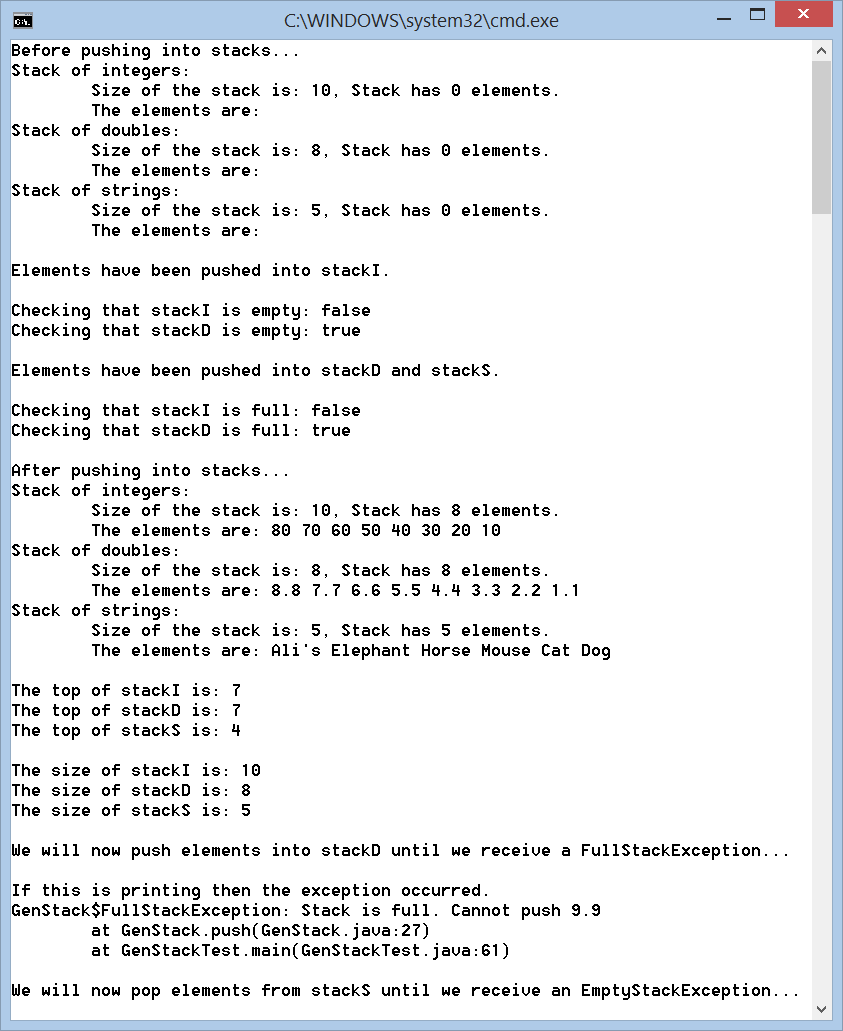 C:\WINDOWS\system32\cmd.exe
Before pushing into stacks...
Stack of integers:
Size of the stack is: 10, Stack has 0 elements.
The elements are:
Stack of doubles:
Size of the stack is: 8, Stack has 0 elements.
The elements are:
Stack of strings:
Size of the stack is: 5, Stack has 0 elements.
The elements are:
Elements have been pushed into stackI.
Checking that stackI is empty: false
Checking that stackD is empty: true
Elements have been pushed into stackD and stackS.
Checking that stackI is full: false
Checking that stackD is full: true
After pushing into stacks...
Stack of integers:
Size of the stack is: 10, Stack has 8 elements.
The elements are: 80 70 60 50 40 30 20 10
Stack of doubles:
Size of the stack is: 8, Stack has 8 elements.
The elements are: 8.8 7.7 6.6 5.5 4.4 3.3 2.2 1.1
Stack of strings:
Size of the stack is: 5, Stack has 5 elements.
The elements are: Ali's Elephant Horse Mouse Cat Dog
The top of stackI is: 7
The top of stackD is: 7
The top of stackS is: 4
The size of stackI is: 10
The size of stackD is: 8
The size of stackS is: 5
We will now push elements into stackD until we receive a FullStackException...
If this is printing then the exception occurred.
GenStack$FullStackException: Stack is full. Cannot push 9.9
at GenStack.push(GenStack.java:27)
at GenStackTest.main(GenStackTest.java:61)
We will now pop elements from stackS until we receive an EmptyStackException...